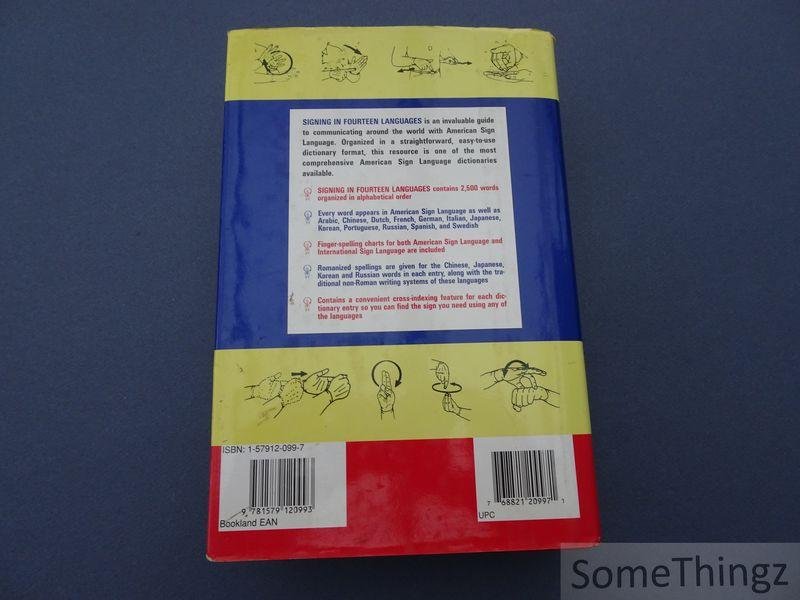 SIGNING IN FOURTEEN LANGUAGES is an invaluable guide
to communicating around the world with American Sign
Language. Organized in a straightforward, easy-to-use
dictionary format, this resource is one of the most
comprehensive American Sign Language dictionaries
available.
SIGNING IN FOURTEEN LANGUAGES contains 2,500 words
organized in alphabetical order
Every word appears in American Sign Language as well as
Arabic, Chinese, Dutch, French, German, Italian, Japanese,
Korean, Portuguese, Russian, Spanish, and Swedish
Finger-spelling charts for both American Sign Language and
International Sign Language are included
Romanized spellings are given for the Chinese, Japanese,
Korean and Russian words in each entry, along with the tra-
ditional non-Roman writing systems of these languages
Contains a convenient cross-indexing feature for each dic-
tionary entry so you can find the sign you need using any of
the languages
ISBN: 1-57912-099-7
9 781579 120993
Bookland EAN
7 68821 20997 1
UPC
SomeThingz